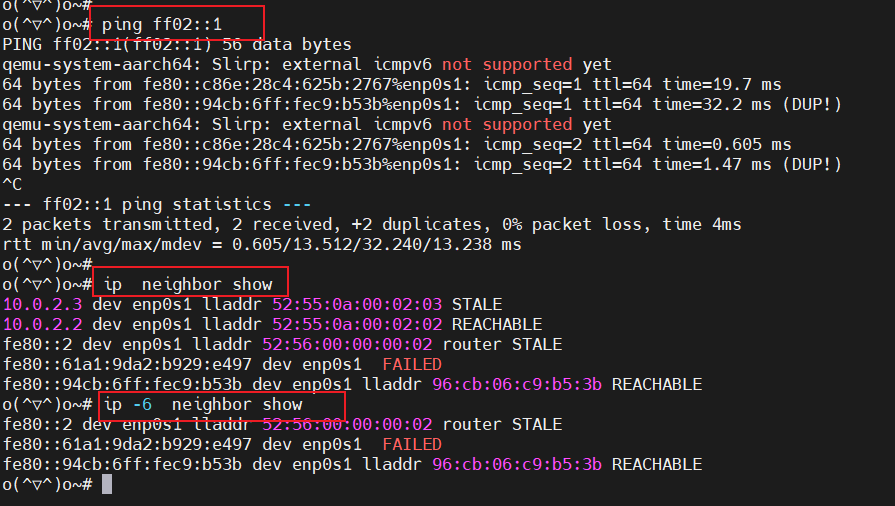 o(^▽^)o~#
o(^▽^)o~# ping ff02::1
PING ff02::1(ff02::1) 56 data bytes
qemu-system-aarch64: Slirp: external icmpv6 not supported yet
64 bytes from fe80::c86e:28c4:625b:2767%enp0s1: icmp_seq=1 ttl=64 time=19.7 ms
64 bytes from fe80::94cb:6ff:fec9:b53b%enp0s1: icmp_seq=1 ttl=64 time=32.2 ms (DUP!)
qemu-system-aarch64: Slirp: external icmpv6 not supported yet
64 bytes from fe80::c86e:28c4:625b:2767%enp0s1: icmp_seq=2 ttl=64 time=0.605 ms
64 bytes from fe80::94cb:6ff:fec9:b53b%enp0s1: icmp_seq=2 ttl=64 time=1.47 ms (DUP!)
^C
--- ff02::1 ping statistics ---
2 packets transmitted, 2 received, +2 duplicates, 0% packet loss, time 4ms
rtt min/avg/max/mdev = 0.605/13.512/32.240/13.238 ms
o(^▽^)o~#
o(^▽^)o~# ip  neighbor show
10.0.2.3 dev enp0s1 lladdr 52:55:0a:00:02:03 STALE
10.0.2.2 dev enp0s1 lladdr 52:55:0a:00:02:02 REACHABLE
fe80::2 dev enp0s1 lladdr 52:56:00:00:00:02 router STALE
fe80::61a1:9da2:b929:e497 dev enp0s1  FAILED
fe80::94cb:6ff:fec9:b53b dev enp0s1 lladdr 96:cb:06:c9:b5:3b REACHABLE
o(^▽^)o~# ip -6  neighbor show
fe80::2 dev enp0s1 lladdr 52:56:00:00:00:02 router STALE
fe80::61a1:9da2:b929:e497 dev enp0s1  FAILED
fe80::94cb:6ff:fec9:b53b dev enp0s1 lladdr 96:cb:06:c9:b5:3b REACHABLE
o(^▽^)o~#